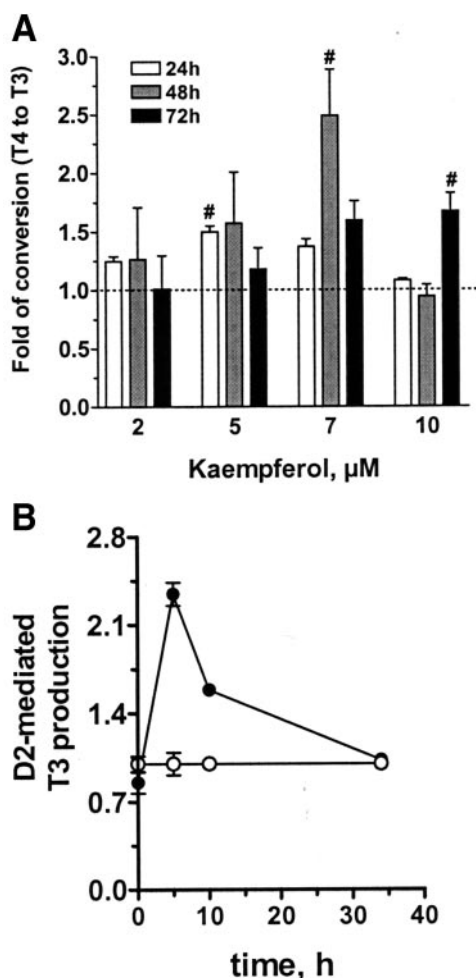 A
Fold of conversion (T4 to T3)
3.0
2.5
2.0
1.5
1.0
0.5
0.0
24h
48h
72h
#
#
#
2 5 7 10
Kaempferol, µM
B
D2-mediated
T3 production
2.8
2.1
1.4
0.7
0.0
0 10 20 30 40
time, h